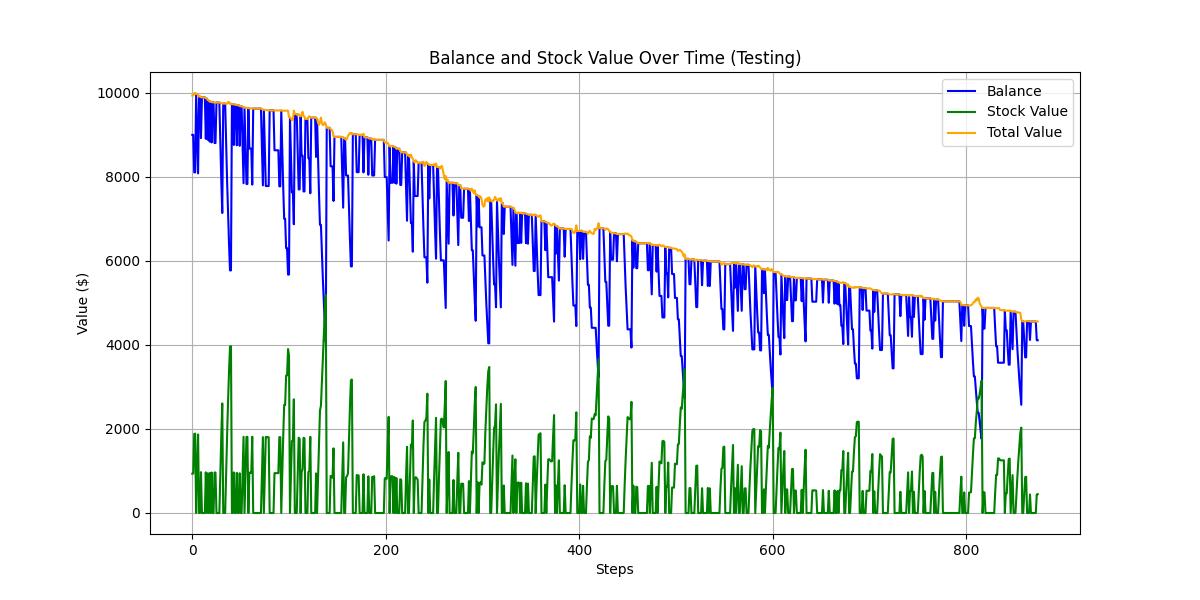 Balance and Stock Value Over Time (Testing)
Balance
Stock Value
Total Value
Value ($)
10000
8000
6000
4000
2000
0
0 200 400 600 800
Steps